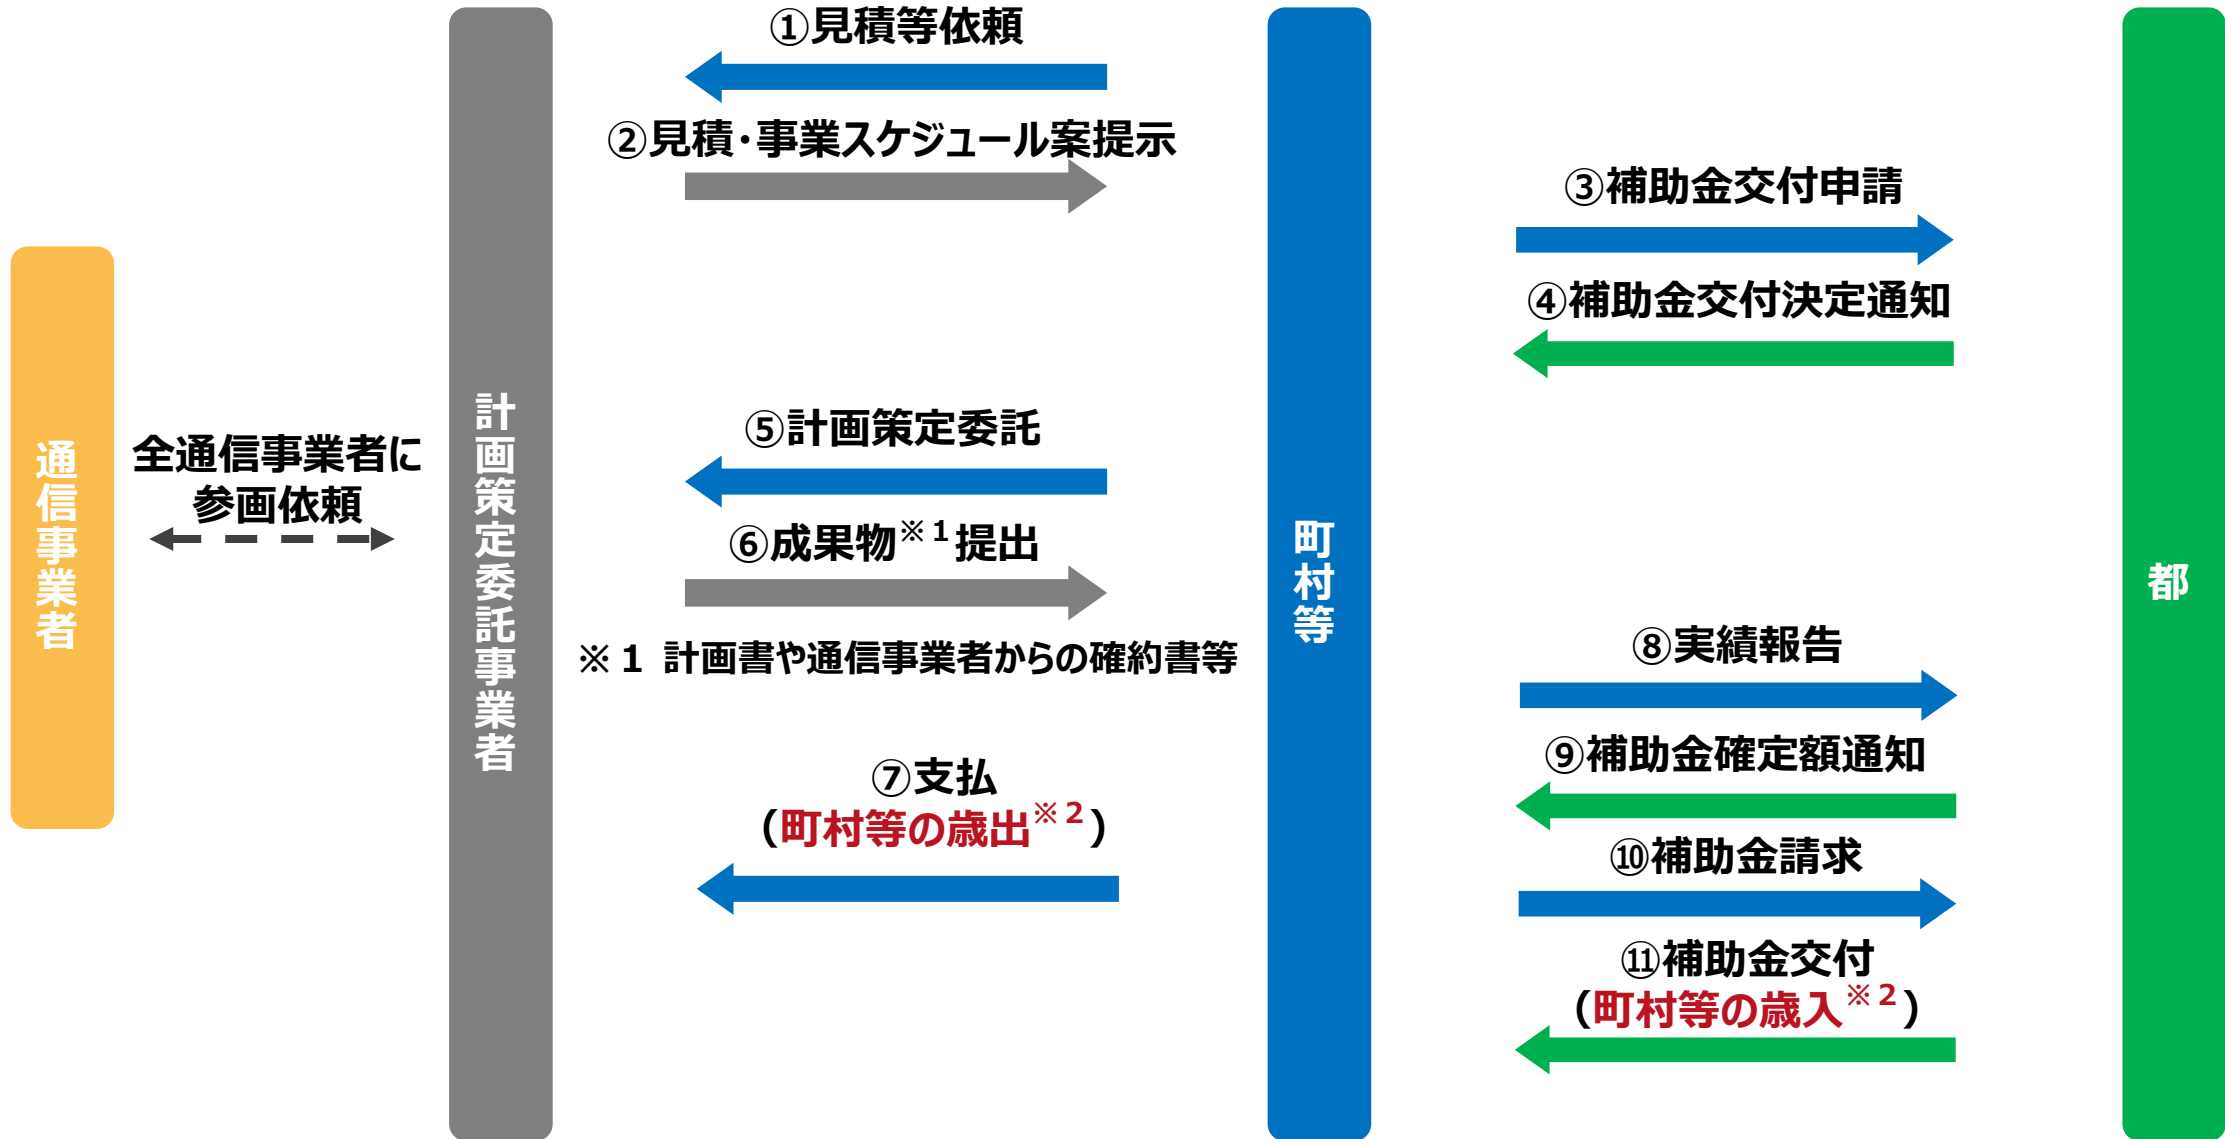 ①見積等依頼
②見積・事業スケジュール案提示
③補助金交付申請
④補助金交付決定通知
通信事業者
全通信事業者に
参画依頼
計画策定委託事業者
⑤計画策定委託
⑥成果物※1提出
※1 計画書や通信事業者からの確約書等
町村等
都
⑦支払
(町村等の歳出※2)
⑧実績報告
⑨補助金確定額通知
⑩補助金請求
⑪補助金交付
(町村等の歳入※2)